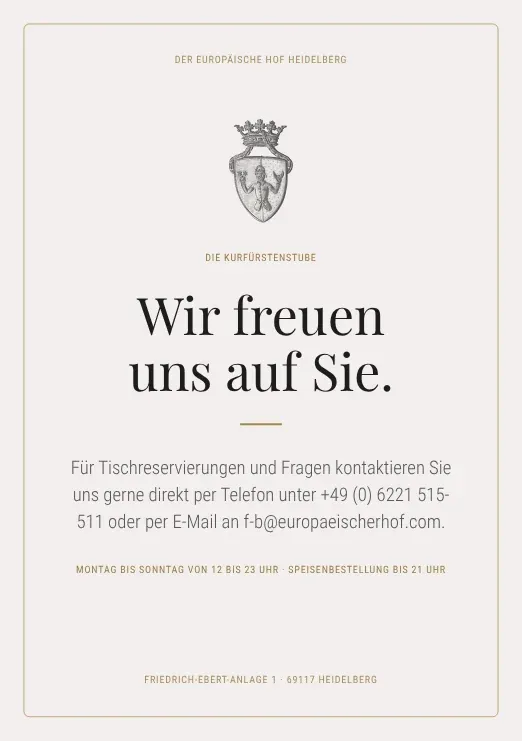 DER EUROPÄISCHE HOF HEIDELBERG
DIE KURFÜRSTENSTUBE
Wir freuen
uns auf Sie.
Für Tischreservierungen und Fragen kontaktieren Sie
uns gerne direkt per Telefon unter +49 (0) 6221 515-
511 oder per E-Mail an f-b@europaeischerhof.com.
MONTAG BIS SONNTAG VON 12 BIS 23 UHR · SPEISENBESTELLUNG BIS 21 UHR
FRIEDRICH-EBERT-ANLAGE 1 · 69117 HEIDELBERG